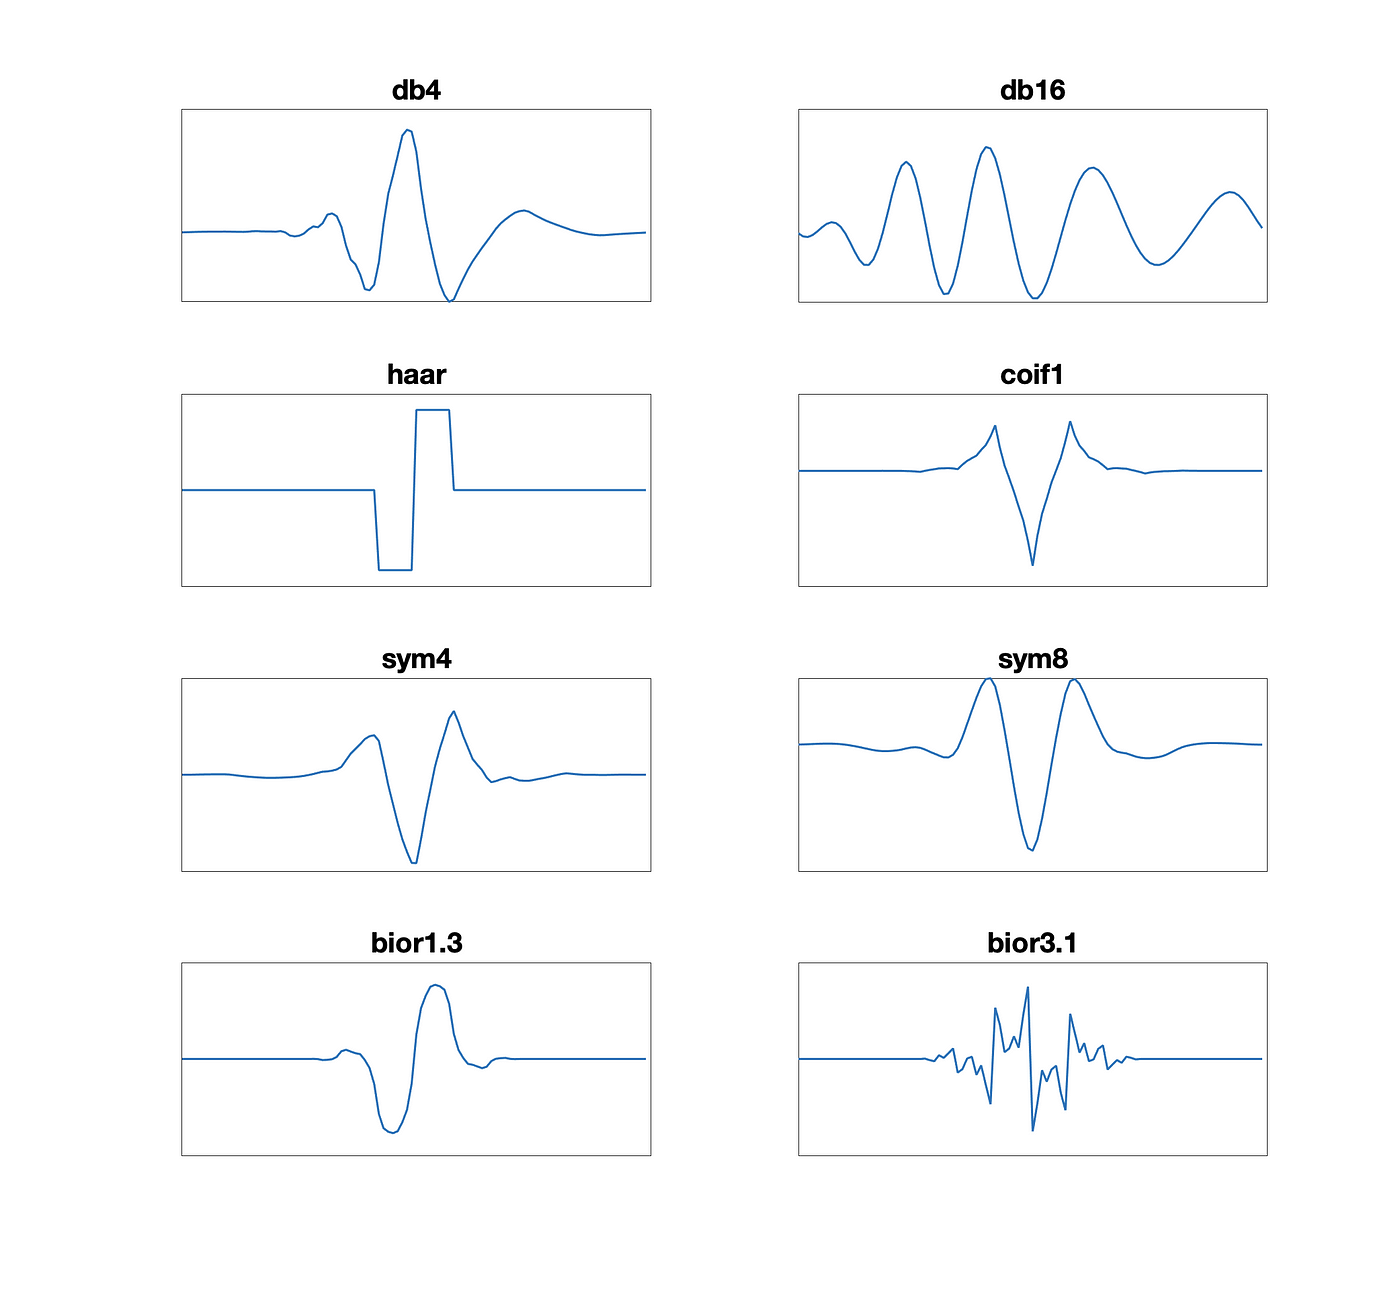 db4
db16
haar
coif1
sym4
sym8
bior1.3
bior3.1